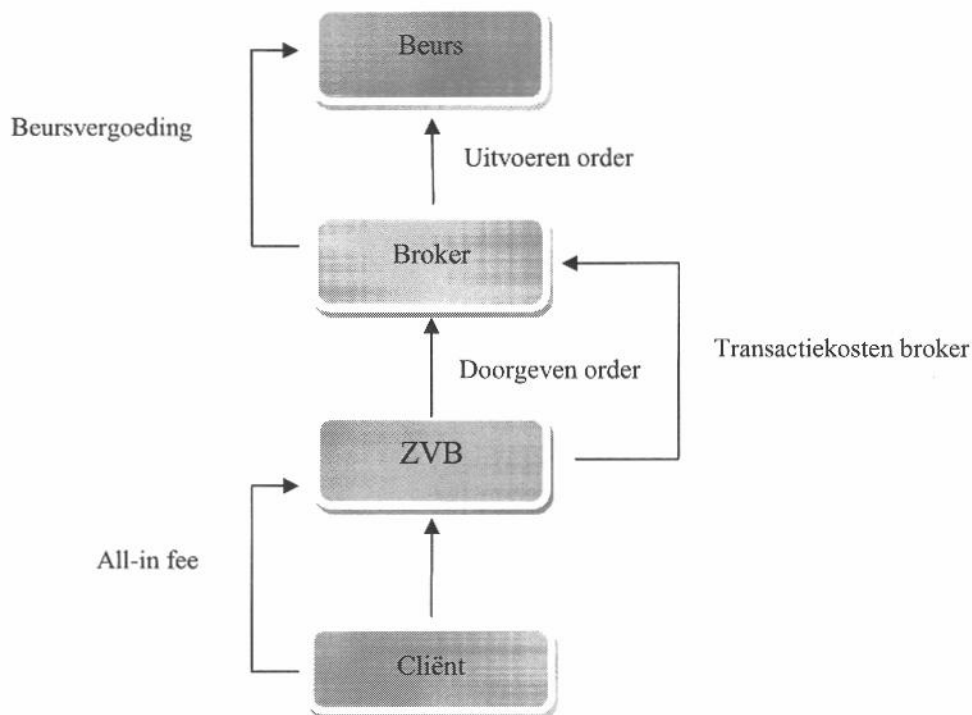 Beurs
Beursvergoeding
Uitvoeren order
Broker
Transactiekosten broker
Doorgeven order
ZVB
All-in fee
Cliënt